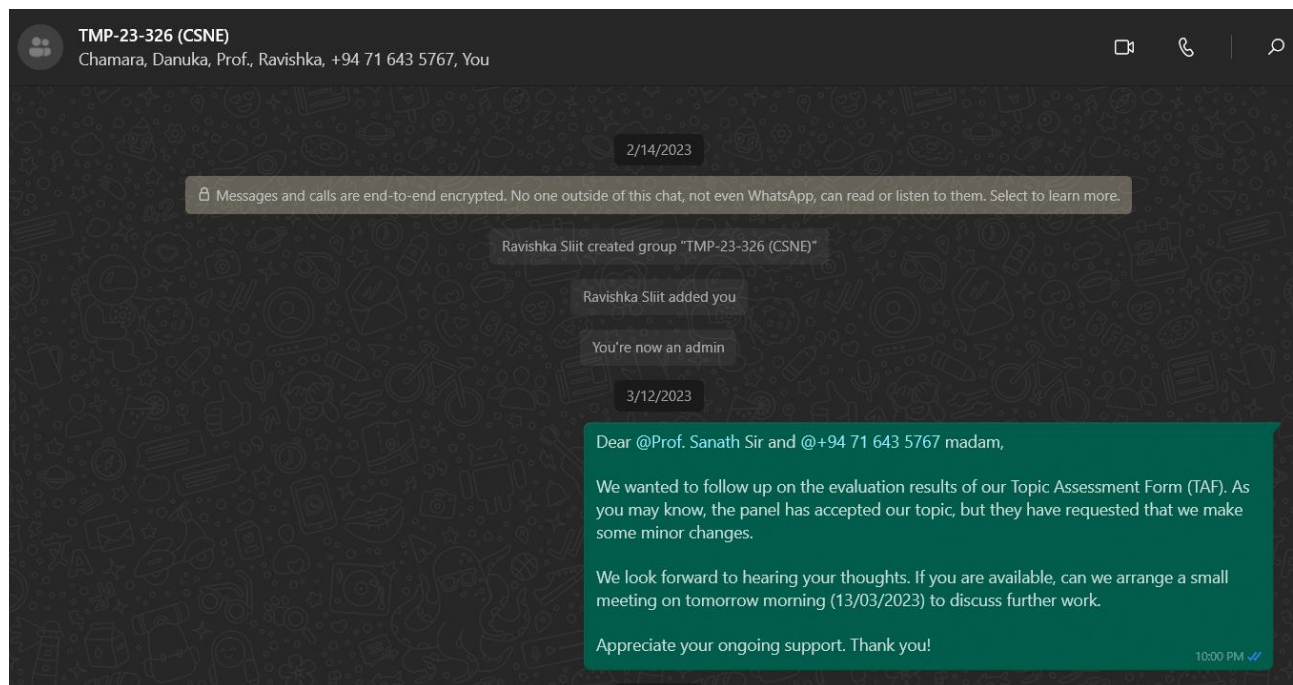 TMP-23-326 (CSNE)
Chamara, Danuka, Prof., Ravishka, +94 71 643 5767, You
2/14/2023
Messages and calls are end-to-end encrypted. No one outside of this chat, not even WhatsApp, can read or listen to them. Select to learn more.
Ravishka Sliit created group "TMP-23-326 (CSNE)"
Ravishka Sliit added you
You're now an admin
3/12/2023
Dear @Prof. Sanath Sir and @+94 71 643 5767 madam,
We wanted to follow up on the evaluation results of our Topic Assessment Form (TAF). As
you may know, the panel has accepted our topic, but they have requested that we make
some minor changes.
We look forward to hearing your thoughts. If you are available, can we arrange a small
meeting on tomorrow morning (13/03/2023) to discuss further work.
Appreciate your ongoing support. Thank you!
10:00 PM